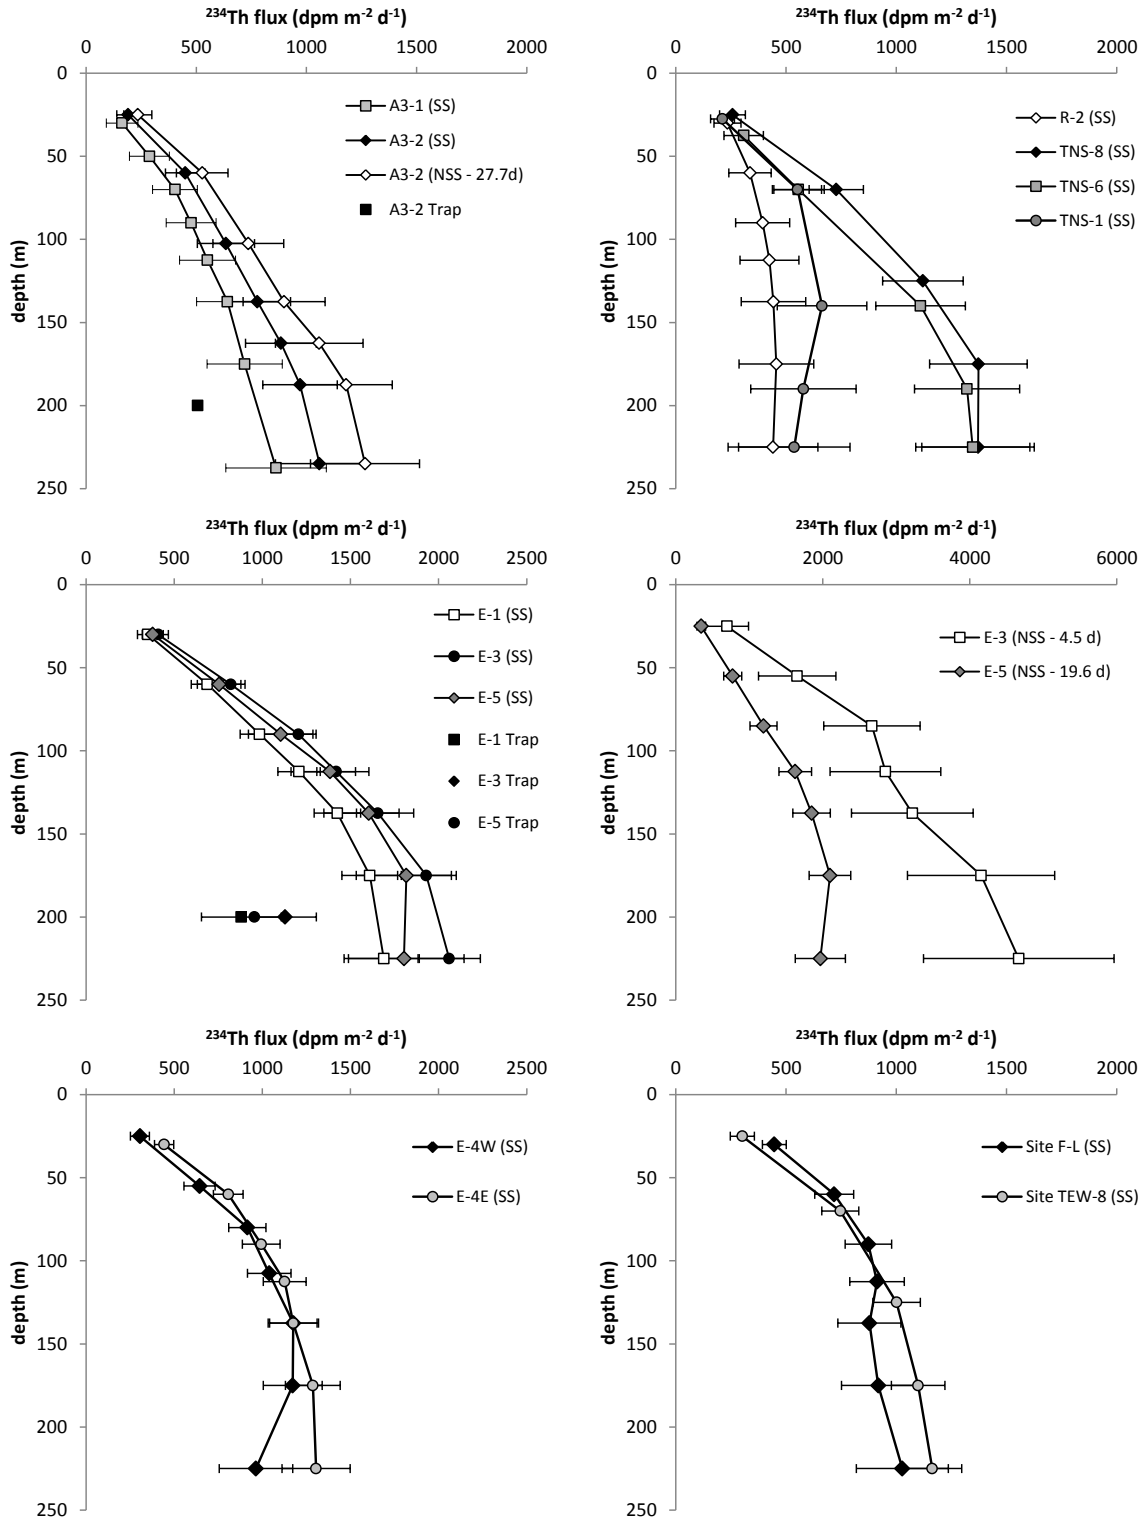 ²³⁴Th flux (dpm m⁻² d⁻¹)
0 500 1000 1500 2000
0
50
100
150
200
250
depth (m)
A3-1 (SS)
A3-2 (SS)
A3-2 (NSS - 27.7d)
A3-2 Trap
²³⁴Th flux (dpm m⁻² d⁻¹)
0 500 1000 1500 2000
0
50
100
150
200
250
depth (m)
R-2 (SS)
TNS-8 (SS)
TNS-6 (SS)
TNS-1 (SS)
²³⁴Th flux (dpm m⁻² d⁻¹)
0 500 1000 1500 2000 2500
0
50
100
150
200
250
depth (m)
E-1 (SS)
E-3 (SS)
E-5 (SS)
E-1 Trap
E-3 Trap
E-5 Trap
²³⁴Th flux (dpm m⁻² d⁻¹)
0 2000 4000 6000
0
50
100
150
200
250
depth (m)
E-3 (NSS - 4.5 d)
E-5 (NSS - 19.6 d)
²³⁴Th flux (dpm m⁻² d⁻¹)
0 500 1000 1500 2000 2500
0
50
100
150
200
250
depth (m)
E-4W (SS)
E-4E (SS)
²³⁴Th flux (dpm m⁻² d⁻¹)
0 500 1000 1500 2000
0
50
100
150
200
250
depth (m)
Site F-L (SS)
Site TEW-8 (SS)